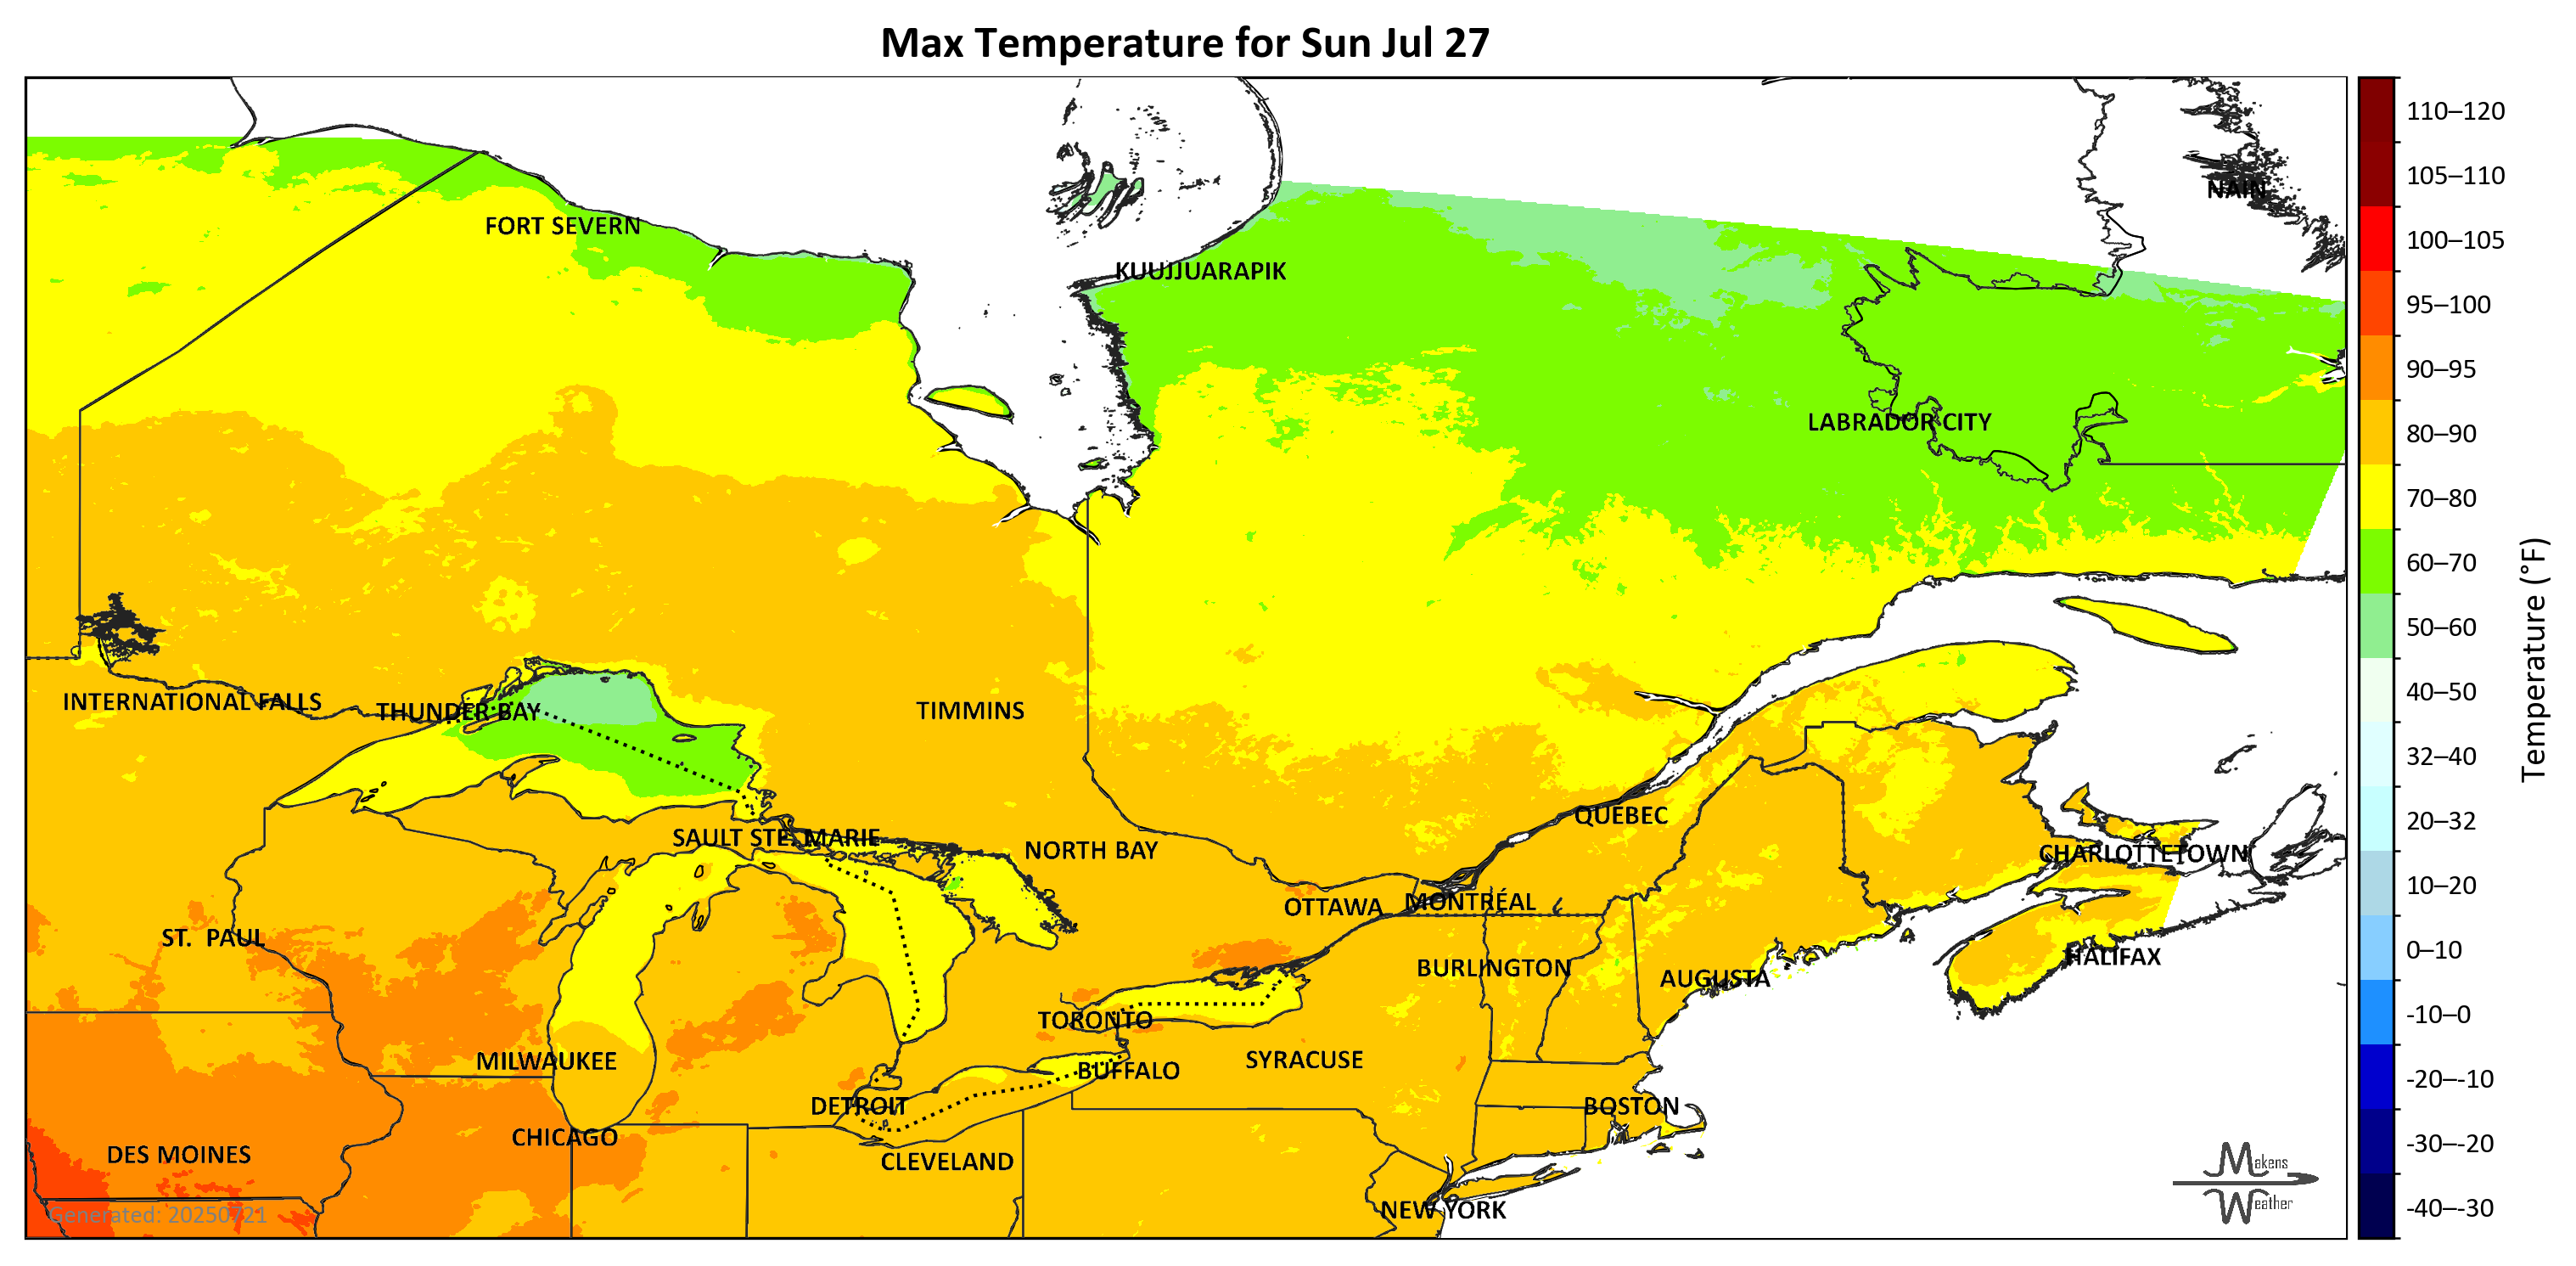 Max Temperature for Sun Jul 27
110–120
105–110
100–105
95–100
90–95
80–90
70–80
60–70
50–60
40–50
32–40
20–32
10–20
0–10
-10–0
-20–-10
-30–-20
-40–-30
Temperature (°F)
NAIN
FORT SEVERN
KUUJJUARAPIK
LABRADOR CITY
INTERNATIONAL FALLS
THUNDER BAY
TIMMINS
QUÉBEC
SAULT STE. MARIE
NORTH BAY
CHARLOTTETOWN
OTTAWA
MONTRÉAL
ST. PAUL
HALIFAX
BURLINGTON
AUGUSTA
TORONTO
MILWAUKEE
BUFFALO
SYRACUSE
DETROIT
BOSTON
CHICAGO
DES MOINES
CLEVELAND
NEW YORK
Generated: 20250721
Makens
Weather